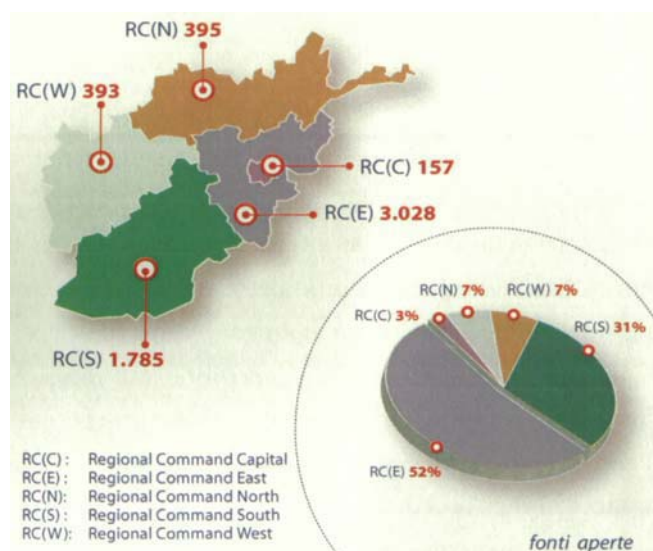 RC(N) 395
RC(W) 393
RC(C) 157
RC(E) 3.028
RC(S) 1.785
RC(N) 7%
RC(W) 7%
RC(C) 3%
RC(S) 31%
RC(E) 52%
RC(C) : Regional Command Capital
RC(E) : Regional Command East
RC(N): Regional Command North
RC(S) : Regional Command South
RC(W): Regional Command West
fonti aperte